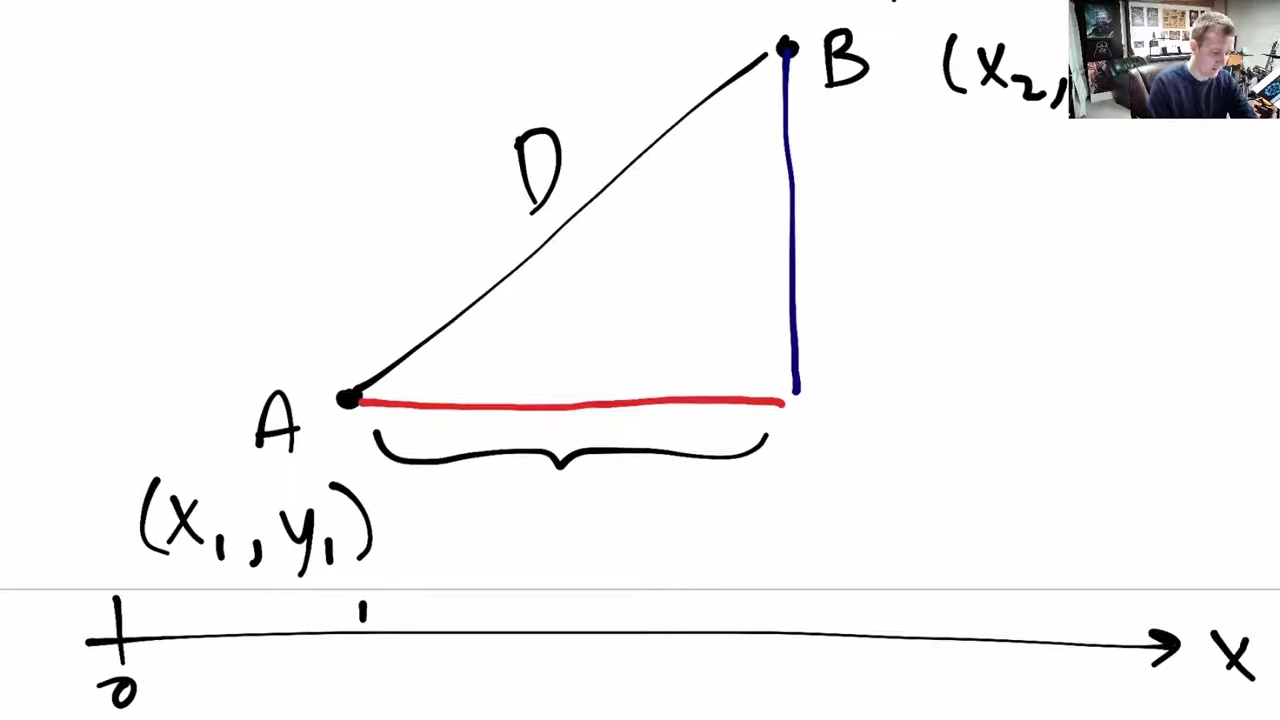 B (x₂,
D
A
(x₁, y₁)
0
x